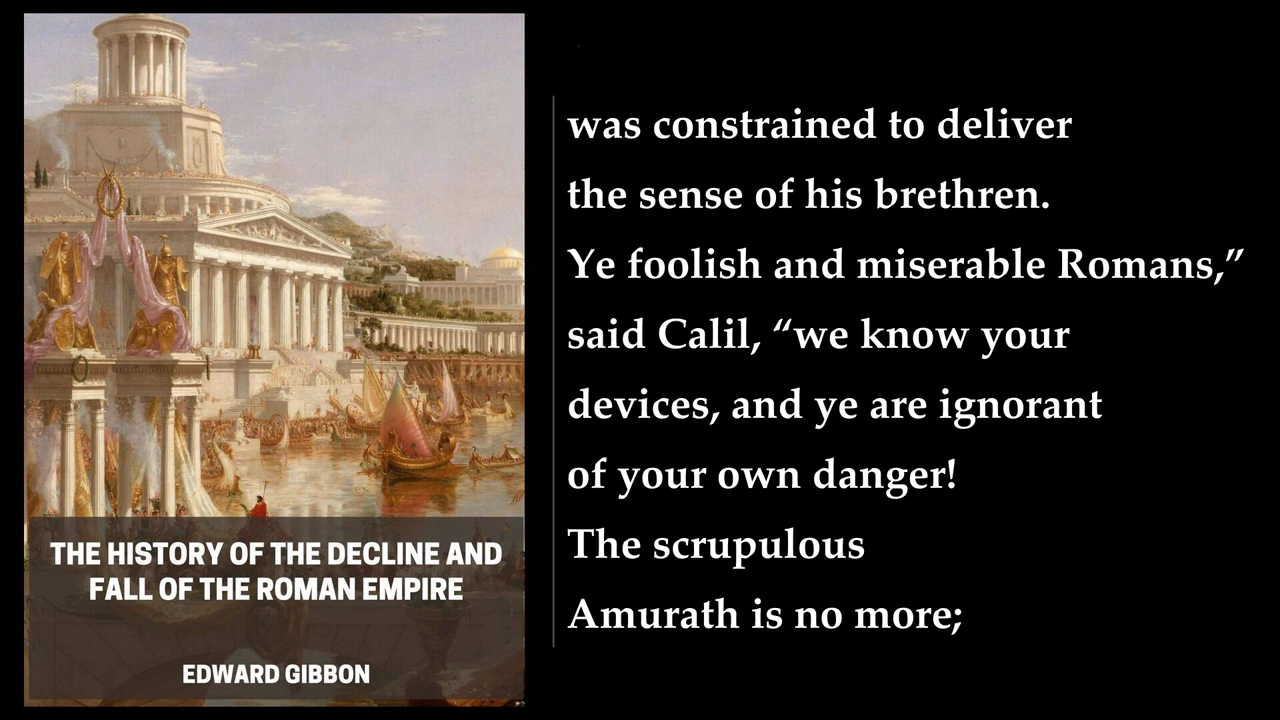 THE HISTORY OF THE DECLINE AND
FALL OF THE ROMAN EMPIRE
EDWARD GIBBON
was constrained to deliver
the sense of his brethren.
Ye foolish and miserable Romans,”
said Calil, “we know your
devices, and ye are ignorant
of your own danger!
The scrupulous
Amurath is no more;